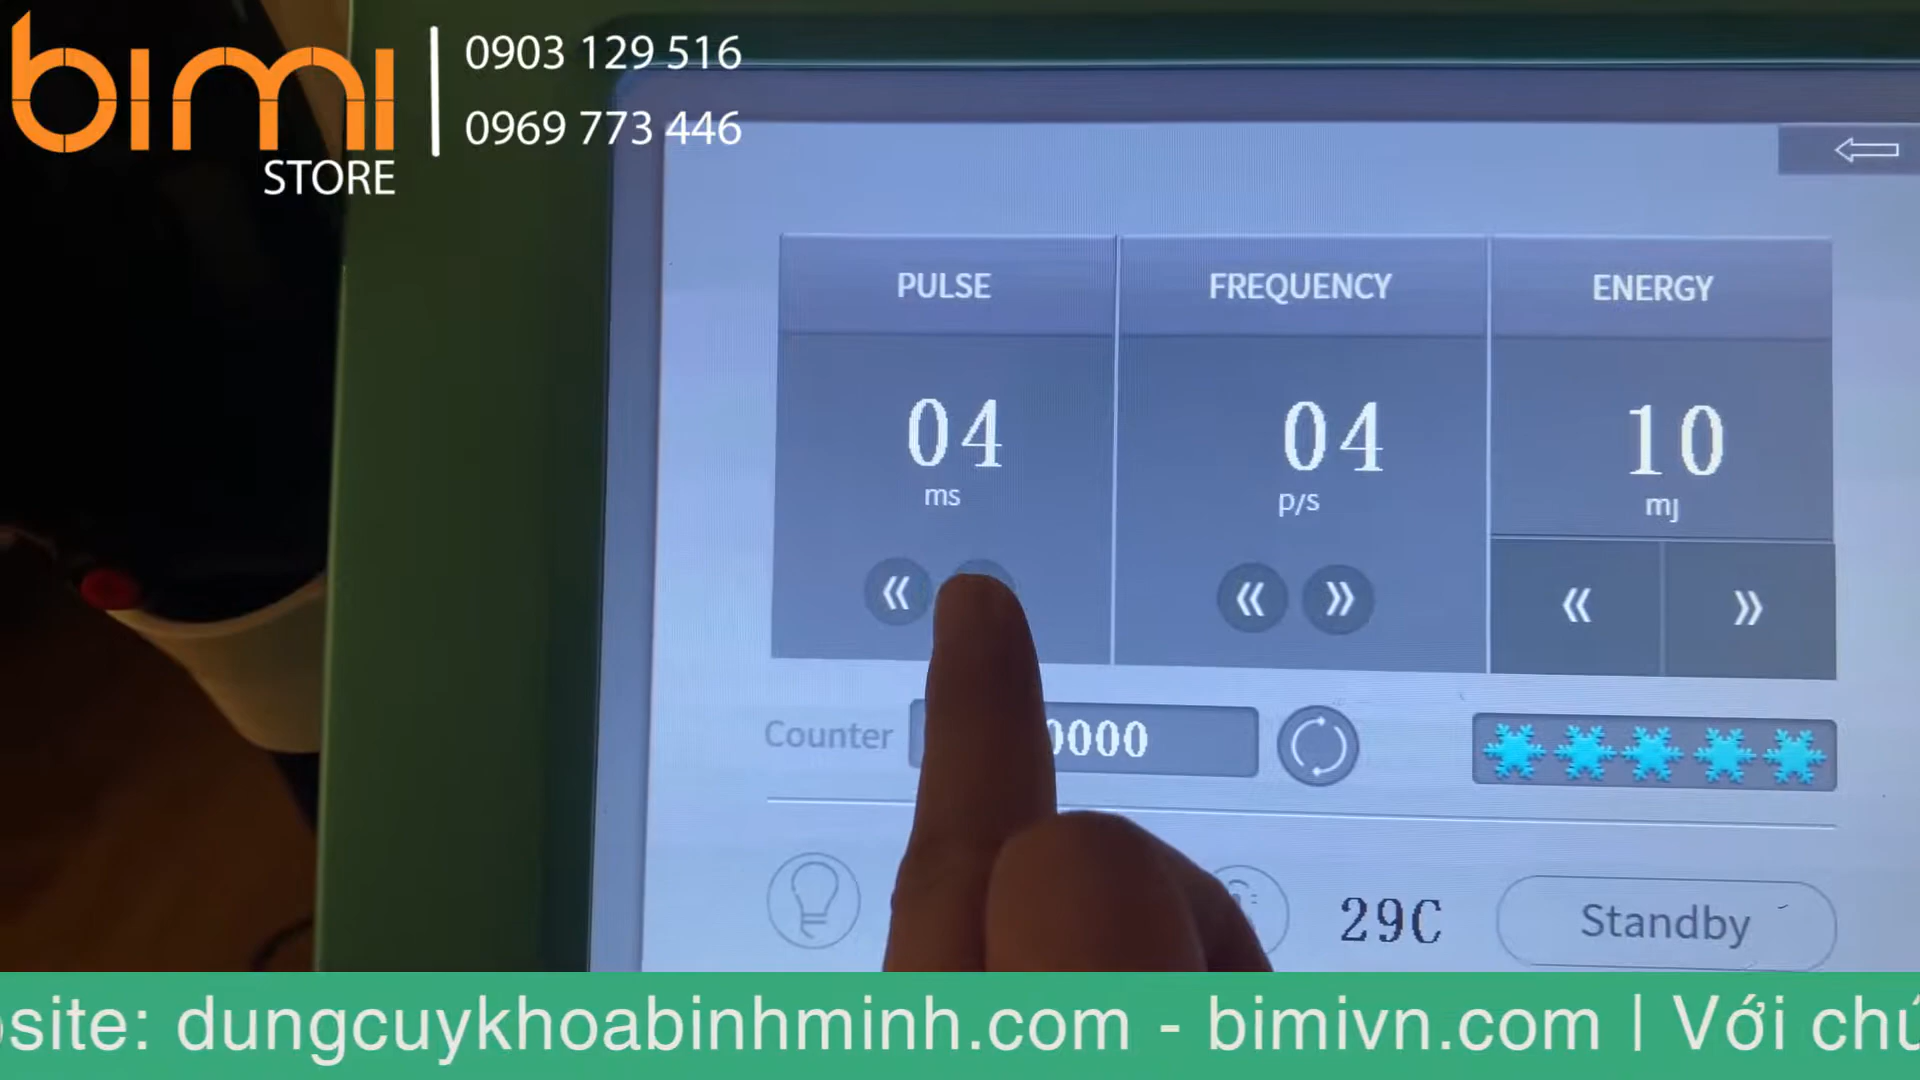 bimi
STORE
0903 129 516
0969 773 446
PULSE
FREQUENCY
ENERGY
04
ms
04
p/s
10
mj
« «  » « »
Counter
0000
29C
Standby
site: dungcuykhoabinhminh.com - bimivn.com | Với